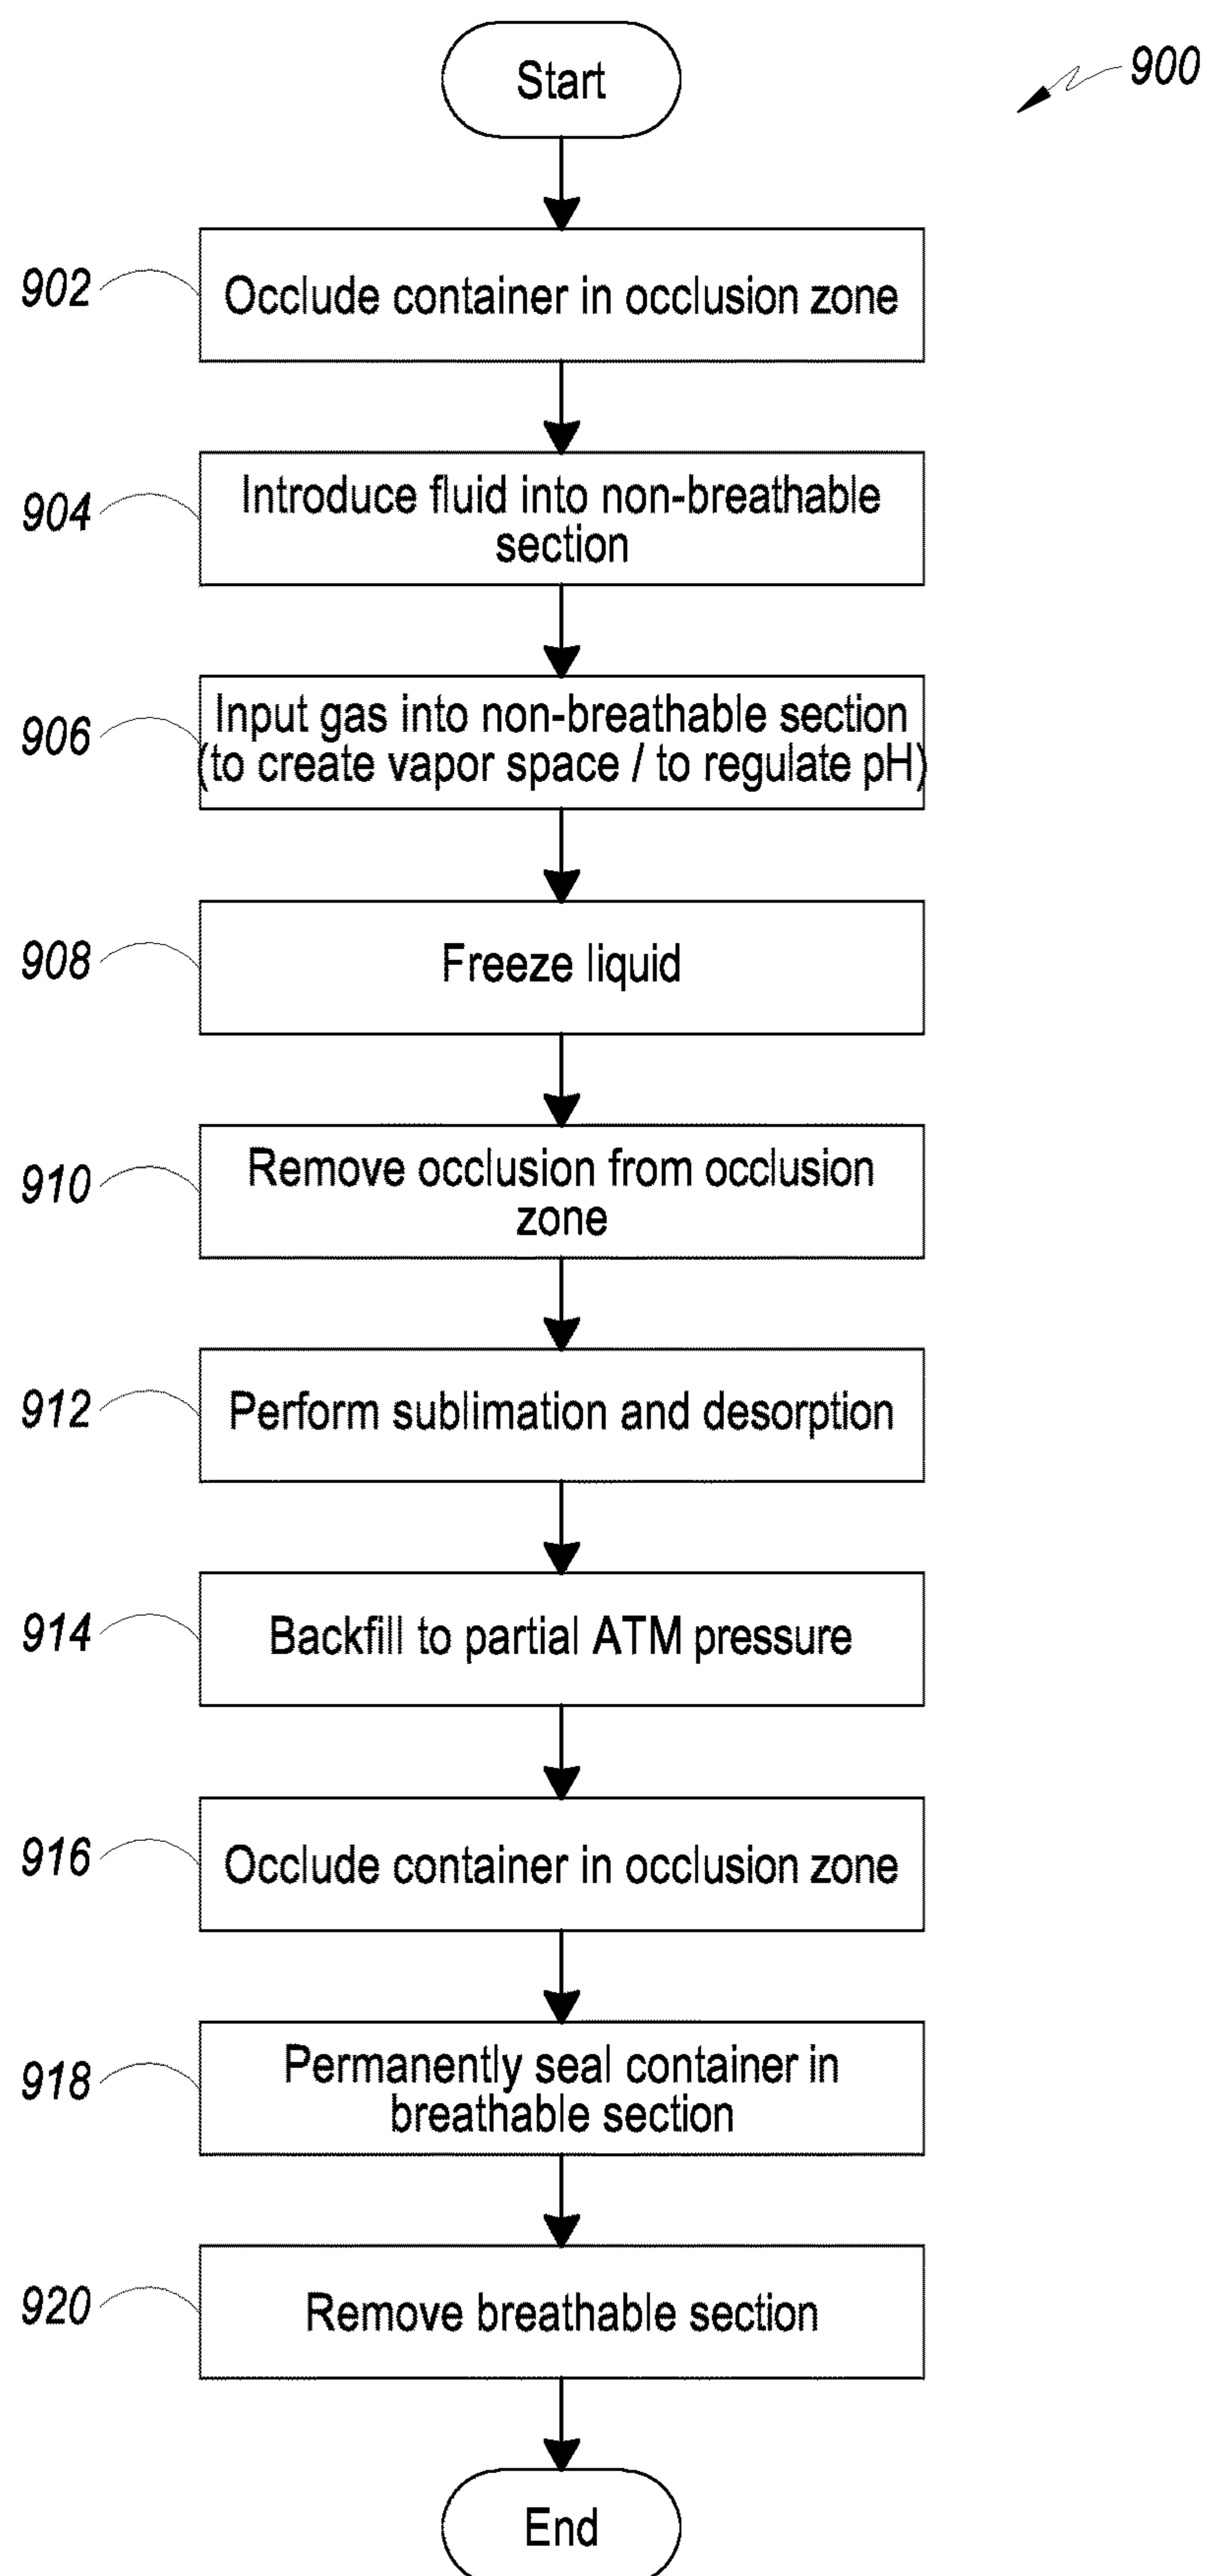 Start
900
902
Occlude container in occlusion zone
904
Introduce fluid into non-breathable
section
906
Input gas into non-breathable section
(to create vapor space / to regulate pH)
908
Freeze liquid
910
Remove occlusion from occlusion
zone
912
Perform sublimation and desorption
914
Backfill to partial ATM pressure
916
Occlude container in occlusion zone
918
Permanently seal container in
breathable section
920
Remove breathable section
End